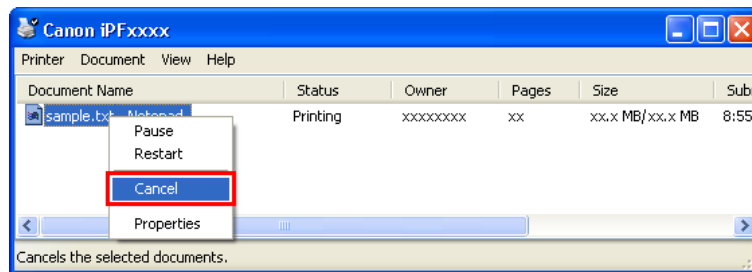 Canon iPFxxxx
Printer Document View Help
Document Name Status Owner Pages Size Sub
sample.txt - Notepad Printing xxxxxxxx xx xx.x MB/xx.x MB 8:55
Pause
Restart
Cancel
Properties
Cancels the selected documents.